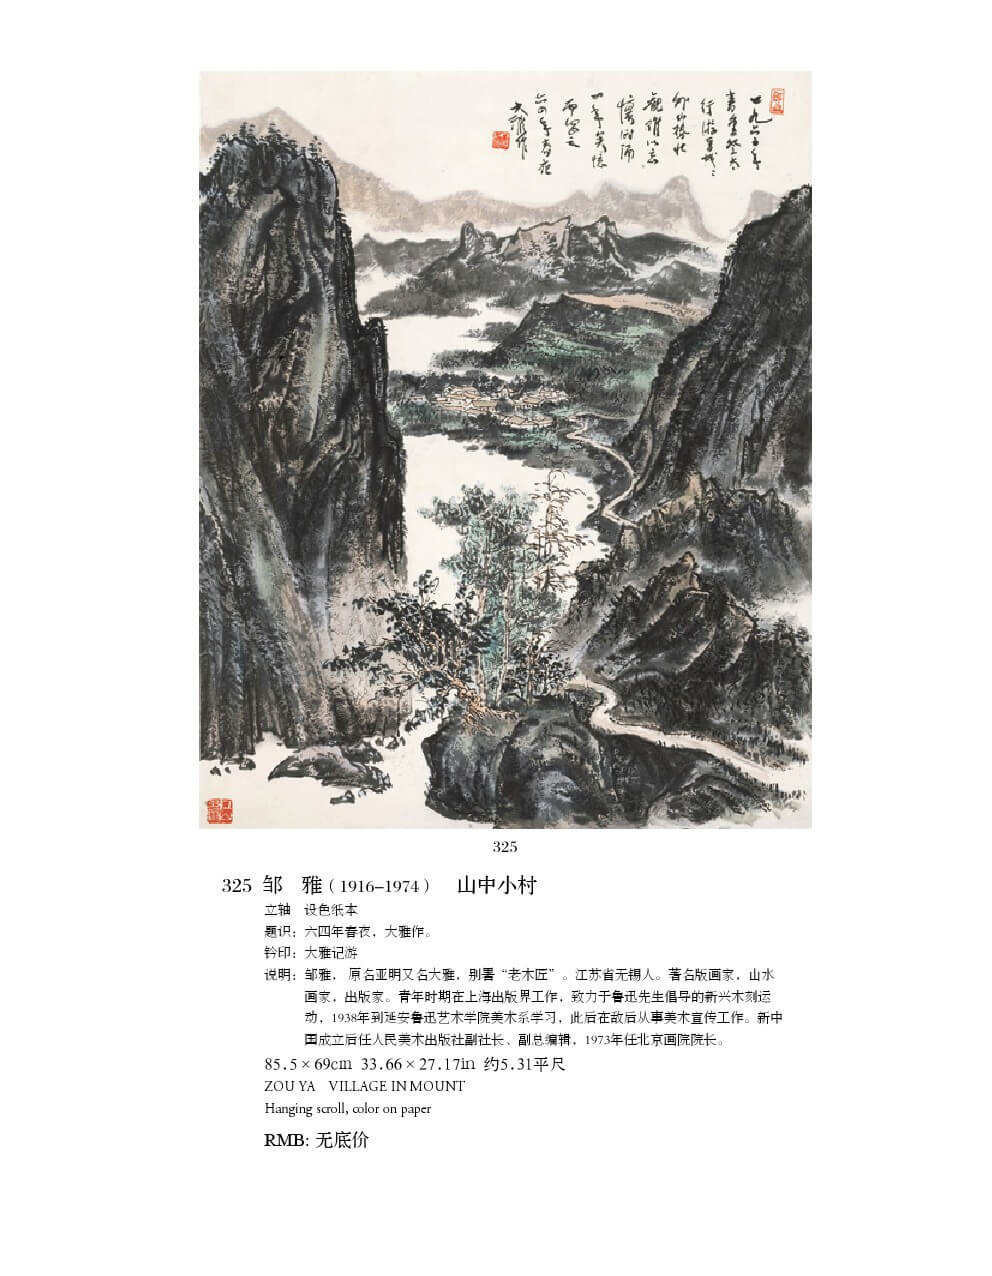 325
325 邹 雅（1916–1974） 山中小村
立轴 设色纸本
题识：六四年春夜，大雅作。
钤印：大雅记游
说明：邹雅， 原名亚明又名大雅，别署“老木匠”。江苏省无锡人。著名版画家，山水
画家，出版家。青年时期在上海出版界工作，致力于鲁迅先生倡导的新兴木刻运
动，1938年到延安鲁迅艺术学院美术系学习，此后在敌后从事美术宣传工作。新中
国成立后任人民美术出版社副社长、副总编辑，1973年任北京画院院长。
85.5×69cm 33.66×27.17in 约5.31平尺
ZOU YA VILLAGE IN MOUNT
Hanging scroll, color on paper
RMB: 无底价